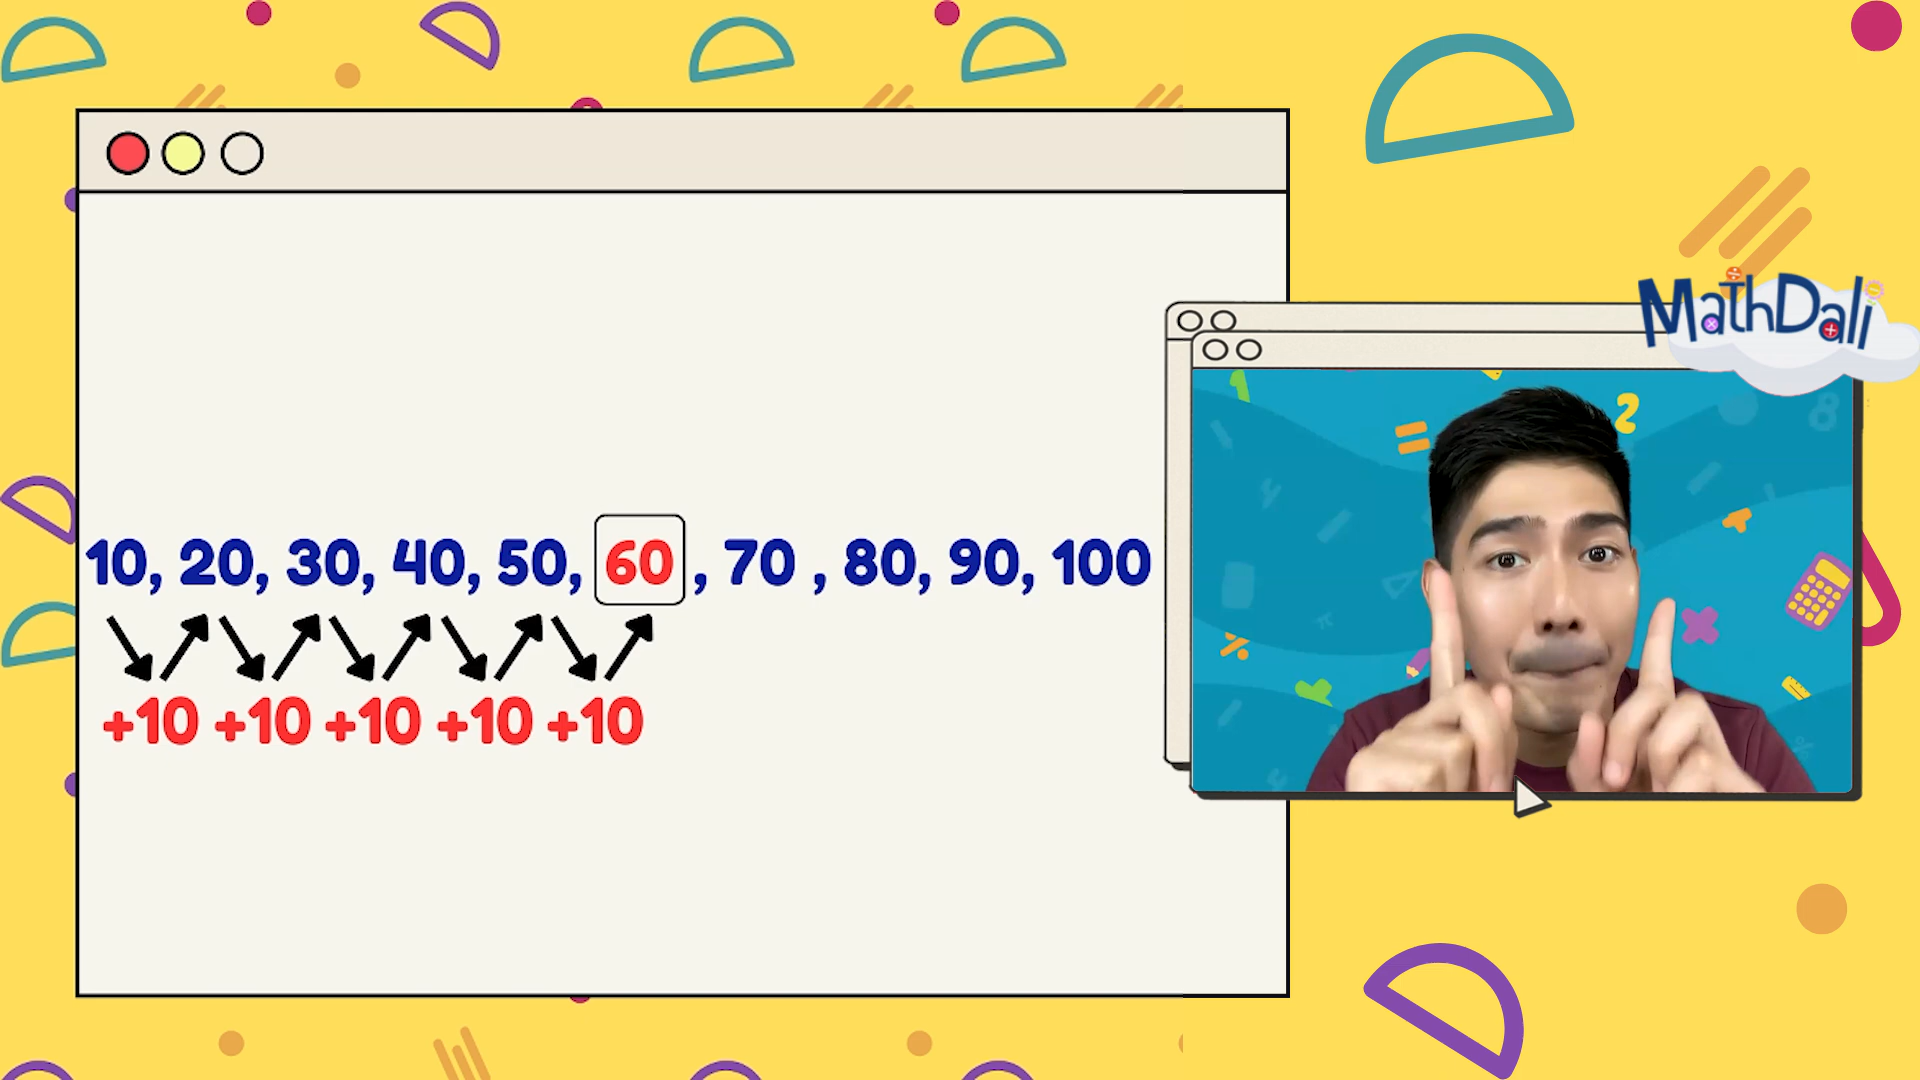 MathDali
10, 20, 30, 40, 50, 60 , 70 , 80, 90, 100
+10 +10 +10 +10 +10